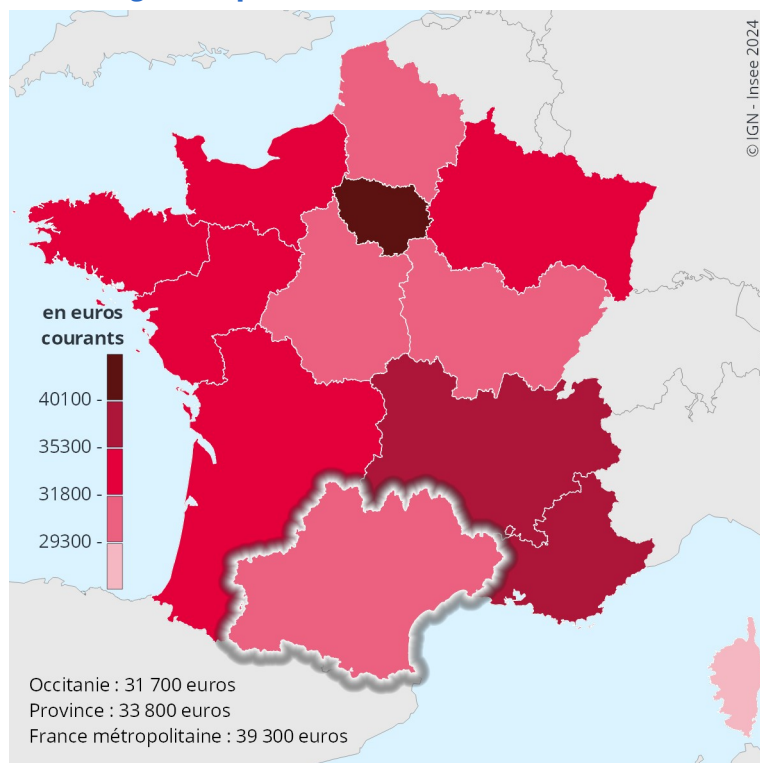 © IGN - Insee 2024
en euros
courants
40100 -
35300 -
31800 -
29300 -
Occitanie : 31 700 euros
Province : 33 800 euros
France métropolitaine : 39 300 euros